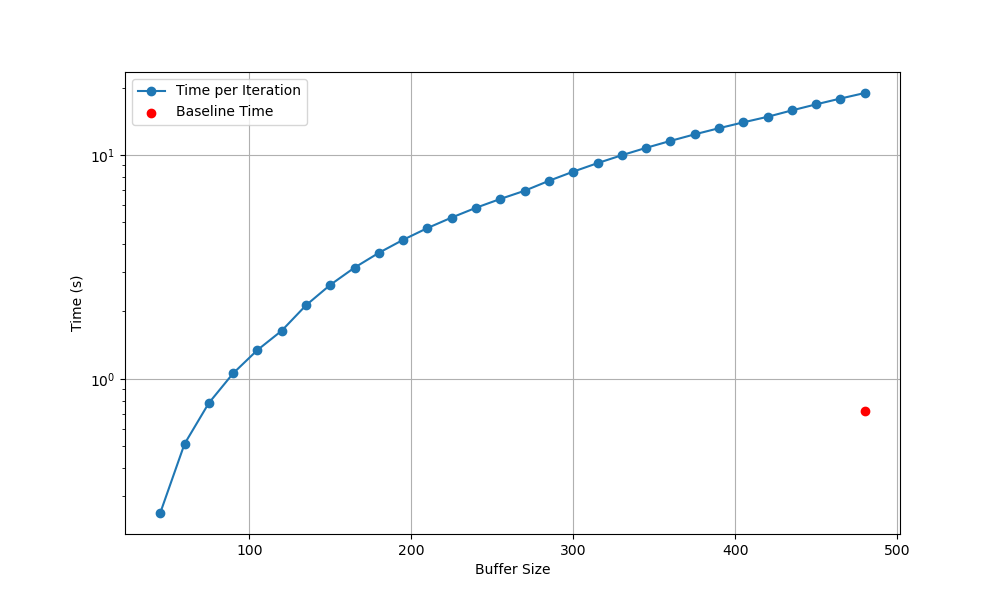 Time per Iteration
Baseline Time
10¹
10⁰
Time (s)
100 200 300 400 500
Buffer Size